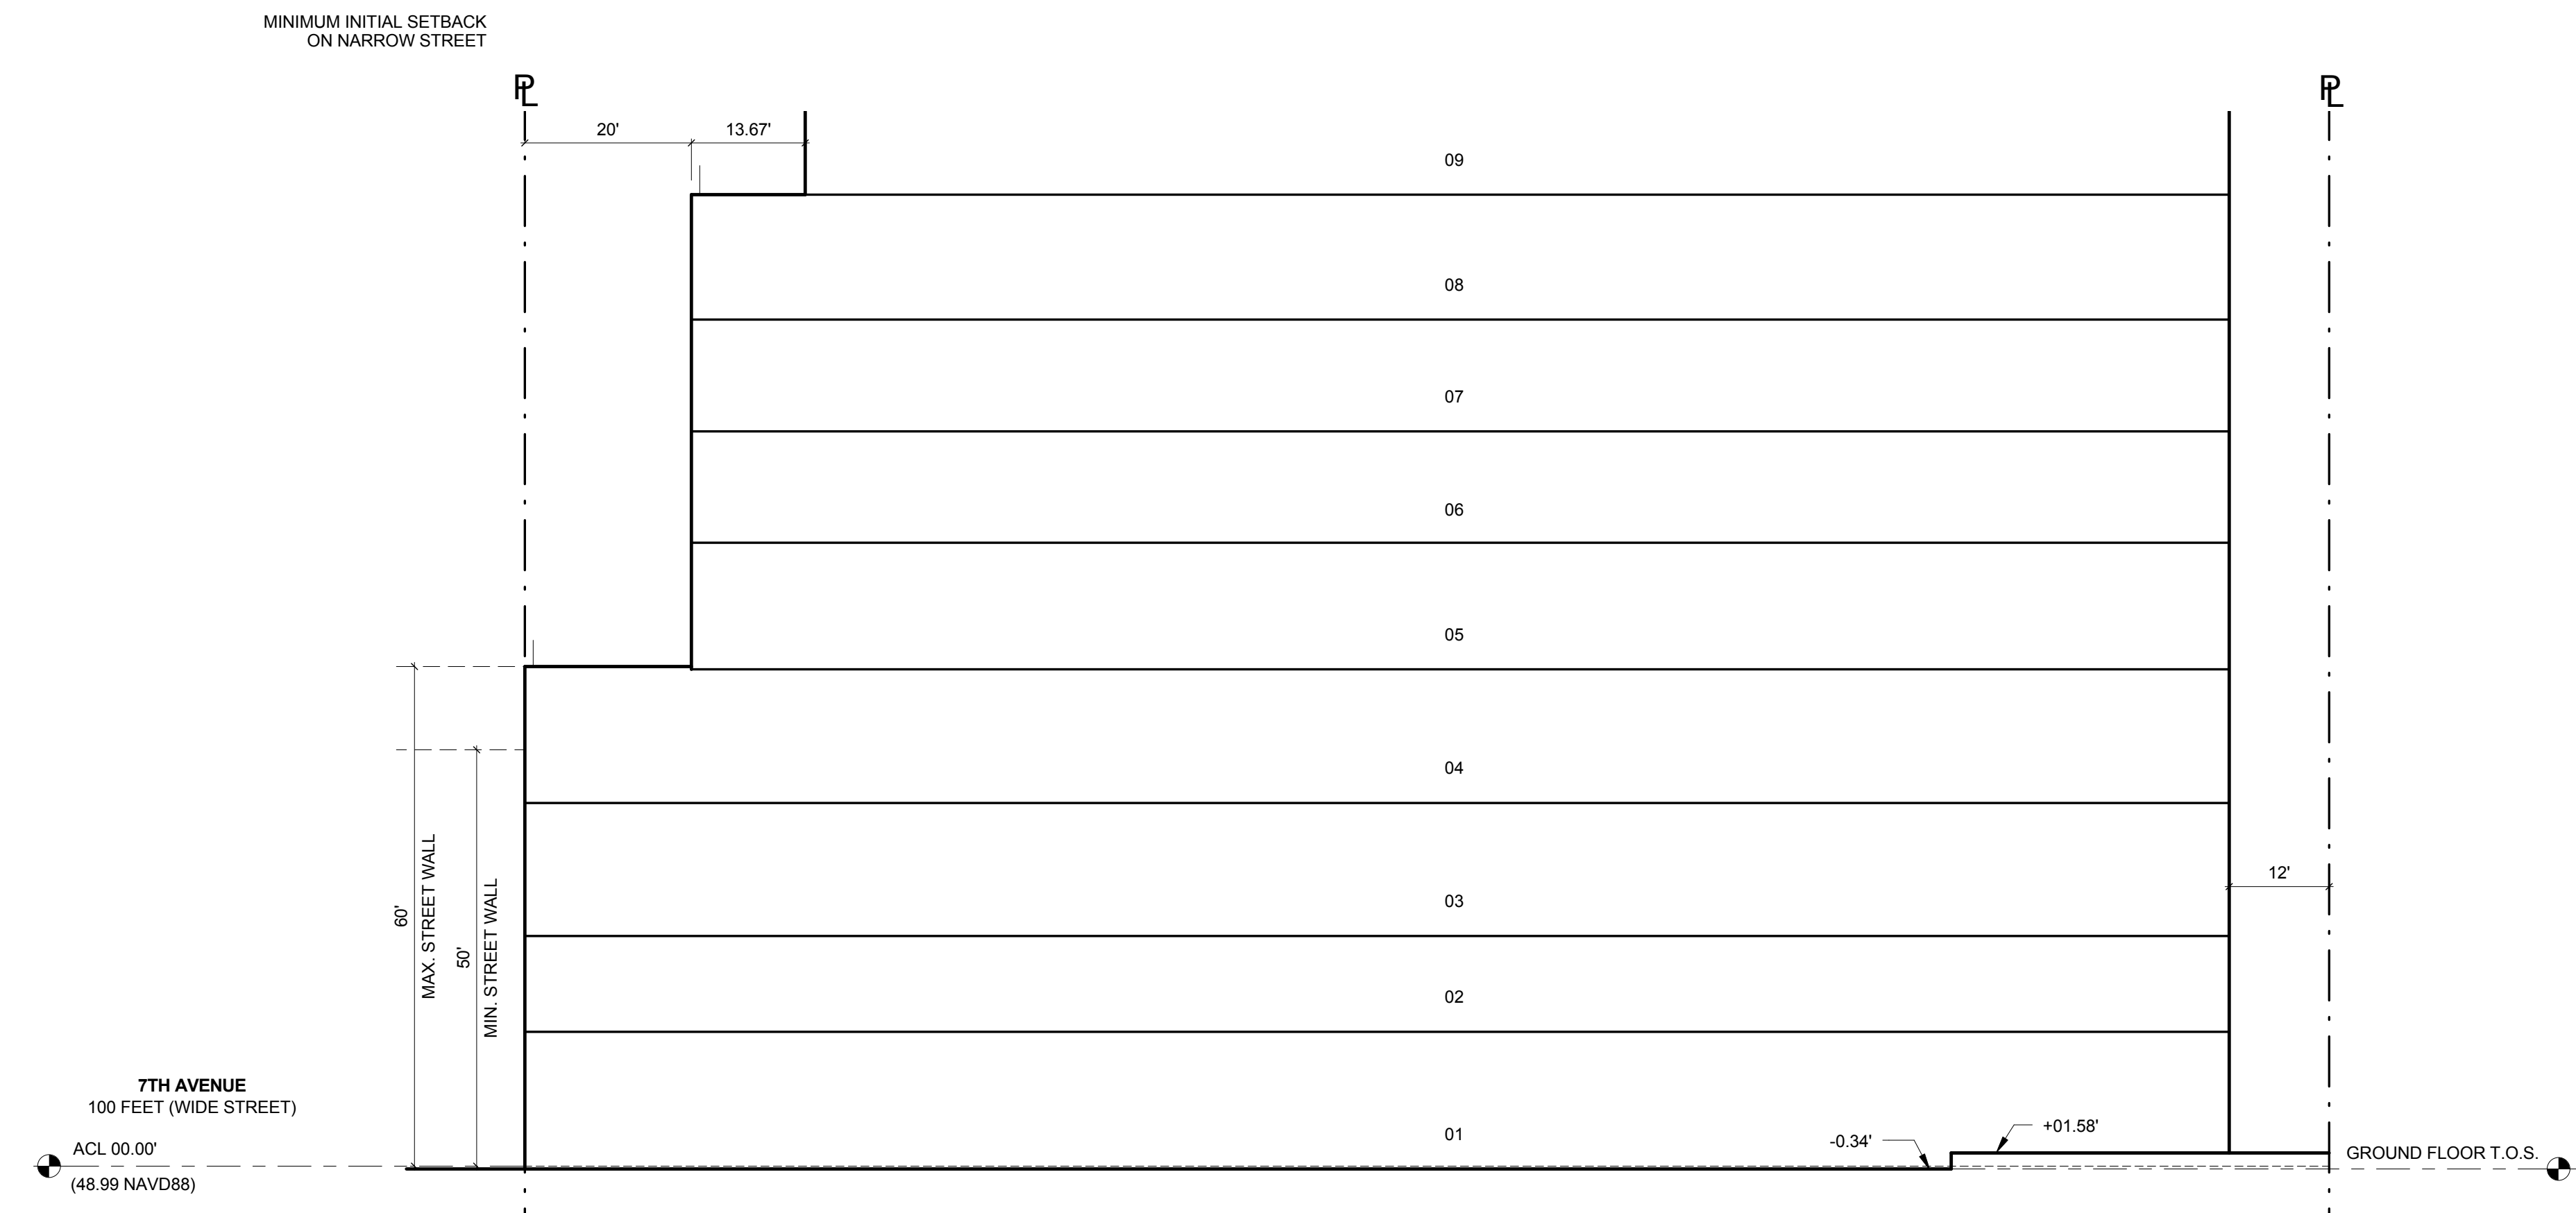 MINIMUM INITIAL SETBACK
ON NARROW STREET
PL
PL
20'
13.67'
09
08
07
06
05
04
03
02
01
12'
60'
MAX. STREET WALL
50'
MIN. STREET WALL
7TH AVENUE
100 FEET (WIDE STREET)
ACL 00.00'
(48.99 NAVD88)
-0.34'
+01.58'
GROUND FLOOR T.O.S.